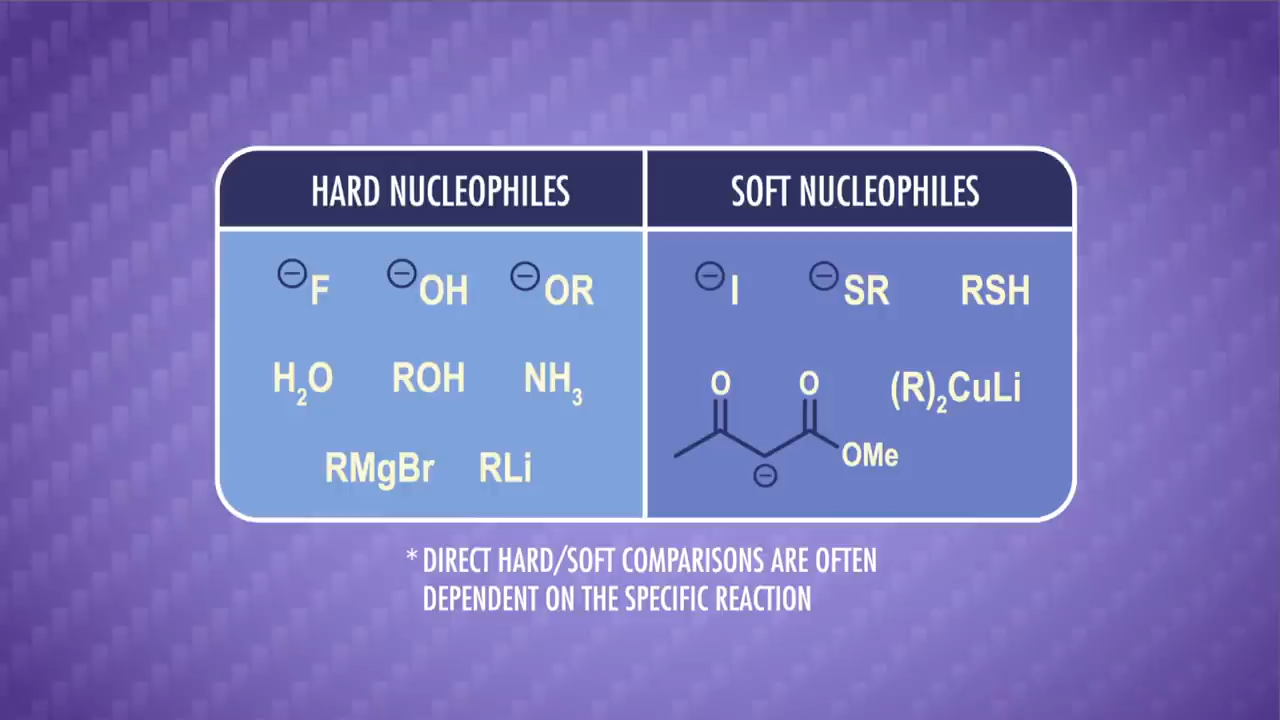 HARD NUCLEOPHILES
SOFT NUCLEOPHILES
⊖F ⊖OH ⊖OR
H₂O ROH NH₃
RMgBr RLi
⊖I ⊖SR RSH
O O (R)₂CuLi
OMe
⊖
* DIRECT HARD/SOFT COMPARISONS ARE OFTEN
DEPENDENT ON THE SPECIFIC REACTION